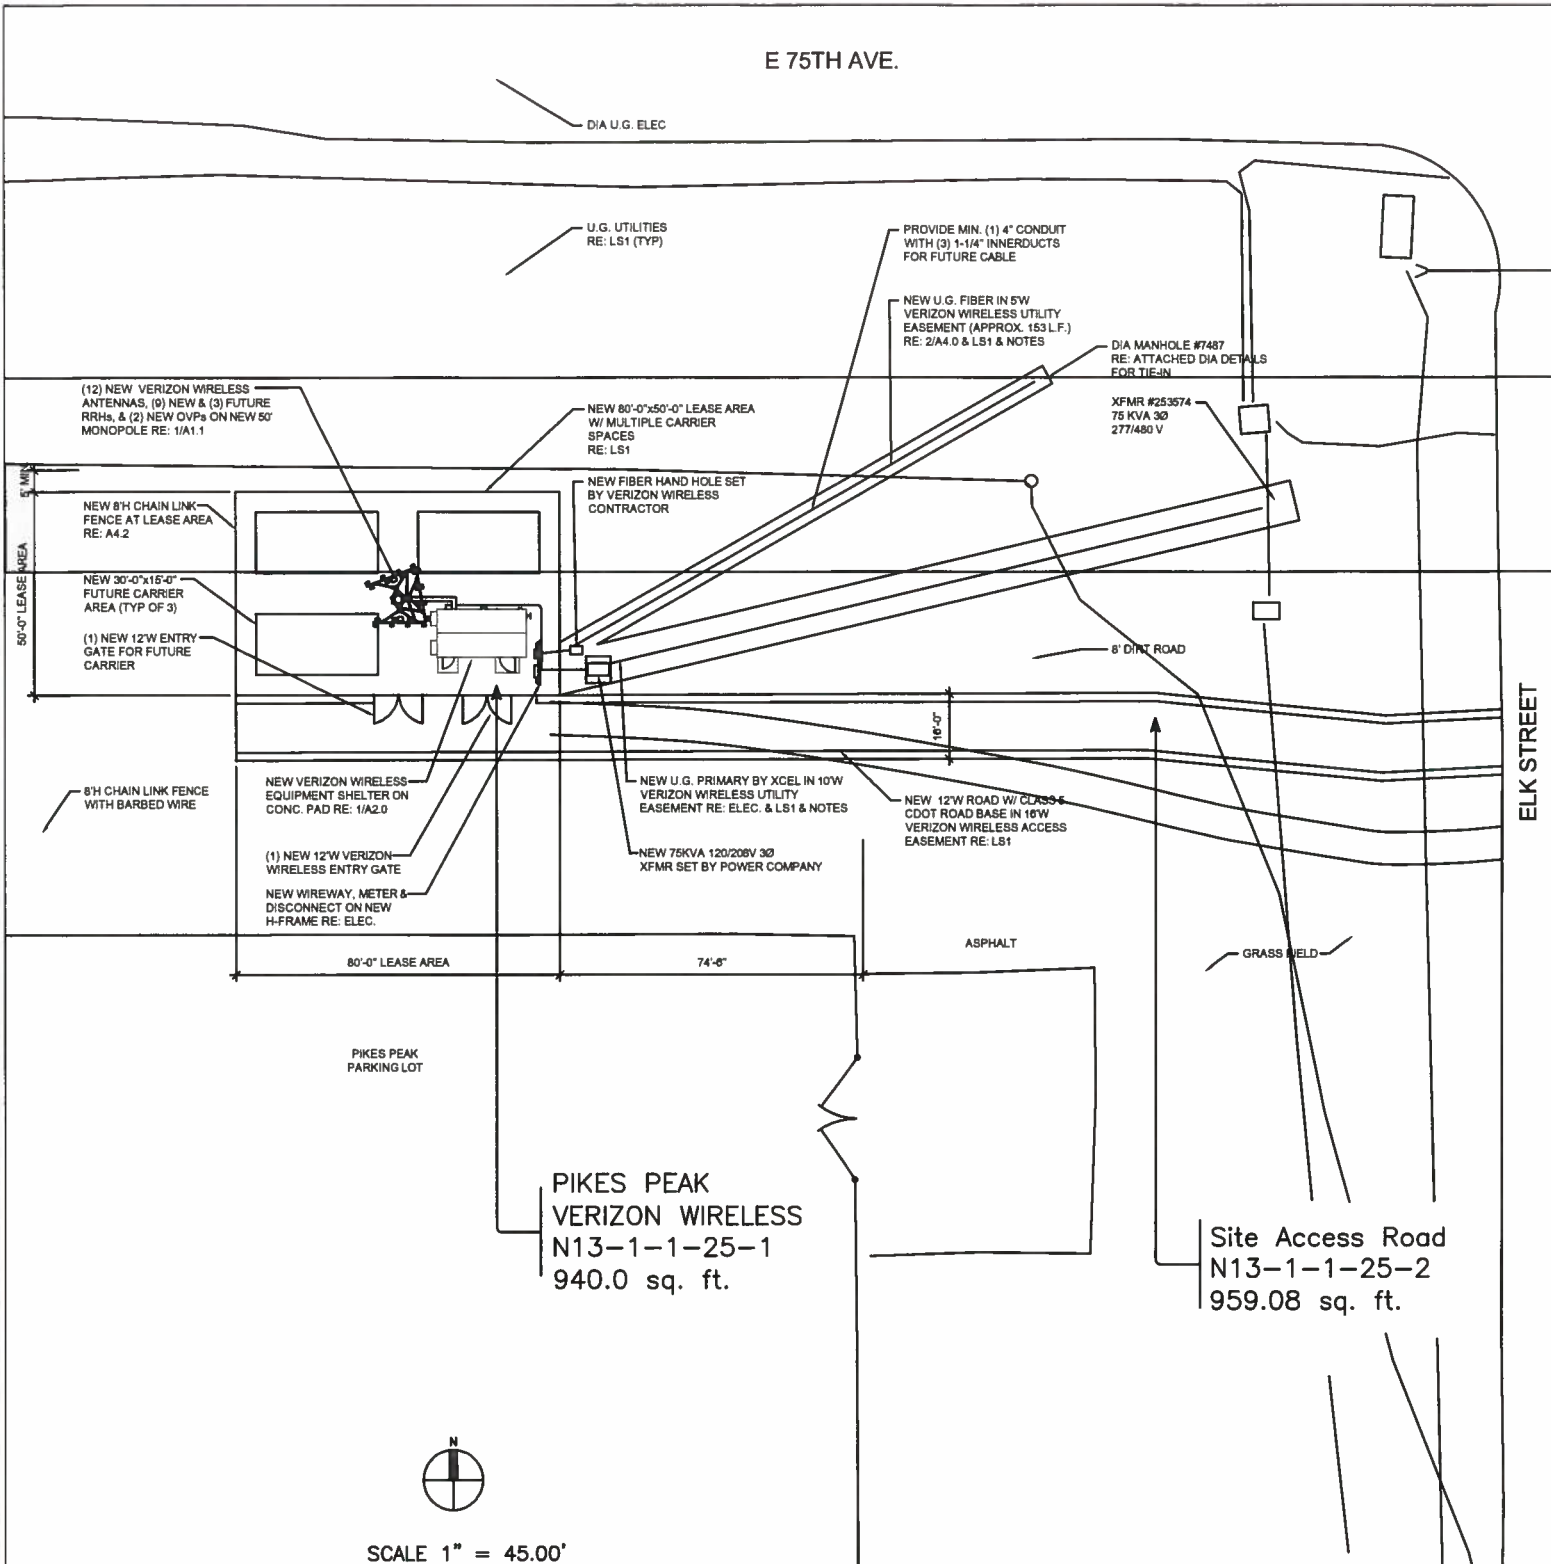 E 75TH AVE.
DIA U.G. ELEC
U.G. UTILITIES
RE: LS1 (TYP)
PROVIDE MIN. (1) 4" CONDUIT
WITH (3) 1-1/4" INNERDUCTS
FOR FUTURE CABLE
NEW U.G. FIBER IN 5'W
VERIZON WIRELESS UTILITY
EASEMENT (APPROX. 153 L.F.)
RE: 2/A4.0 & LS1 & NOTES
DIA MANHOLE #7487
RE: ATTACHED DIA DETAILS
FOR TIE-IN
XFMR #253574
75 KVA 3Ø
277/480 V
(12) NEW VERIZON WIRELESS
ANTENNAS, (9) NEW & (3) FUTURE
RRHs, & (2) NEW OVPs ON NEW 50'
MONOPOLE RE: 1/A1.1
NEW 80'-0"x50'-0" LEASE AREA
W/ MULTIPLE CARRIER
SPACES
RE: LS1
5' MIN
NEW FIBER HAND HOLE SET
BY VERIZON WIRELESS
CONTRACTOR
NEW 8'H CHAIN LINK
FENCE AT LEASE AREA
RE: A4.2
50'-0" LEASE AREA
NEW 30'-0"x15'-0"
FUTURE CARRIER
AREA (TYP OF 3)
(1) NEW 12'W ENTRY
GATE FOR FUTURE
CARRIER
8' DIRT ROAD
16'-0"
ELK STREET
8'H CHAIN LINK FENCE
WITH BARBED WIRE
NEW VERIZON WIRELESS
EQUIPMENT SHELTER ON
CONC. PAD RE: 1/A2.0
NEW U.G. PRIMARY BY XCEL IN 10'W
VERIZON WIRELESS UTILITY
EASEMENT RE: ELEC. & LS1 & NOTES
NEW 12'W ROAD W/ CLASS 6
CDOT ROAD BASE IN 16'W
VERIZON WIRELESS ACCESS
EASEMENT RE: LS1
(1) NEW 12'W VERIZON
WIRELESS ENTRY GATE
NEW 75KVA 120/208V 3Ø
XFMR SET BY POWER COMPANY
NEW WIREWAY, METER &
DISCONNECT ON NEW
H-FRAME RE: ELEC.
ASPHALT
GRASS FIELD
80'-0" LEASE AREA
74'-6"
PIKES PEAK
PARKING LOT
PIKES PEAK
VERIZON WIRELESS
N13-1-1-25-1
940.0 sq. ft.
Site Access Road
N13-1-1-25-2
959.08 sq. ft.
N
SCALE 1" = 45.00'